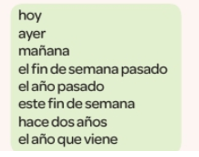 hoy
ayer
mañana
el fin de semana pasado
el año pasado
este fin de semana
hace dos años
el año que viene